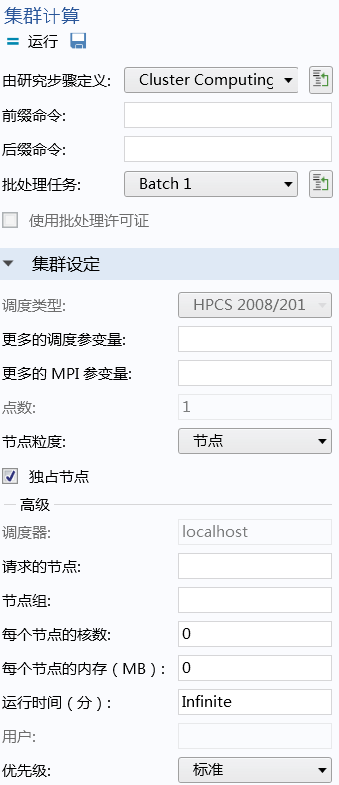 集群计算
= 运行
由研究步骤定义: Cluster Computing
前缀命令:
后缀命令:
批处理任务: Batch 1
使用批处理许可证
集群设定
调度类型: HPCS 2008/201
更多的调度参变量:
更多的 MPI 参变量:
点数: 1
节点粒度: 节点
独占节点
高级
调度器: localhost
请求的节点:
节点组:
每个节点的核数: 0
每个节点的内存（MB）: 0
运行时间（分）: Infinite
用户:
优先级: 标准